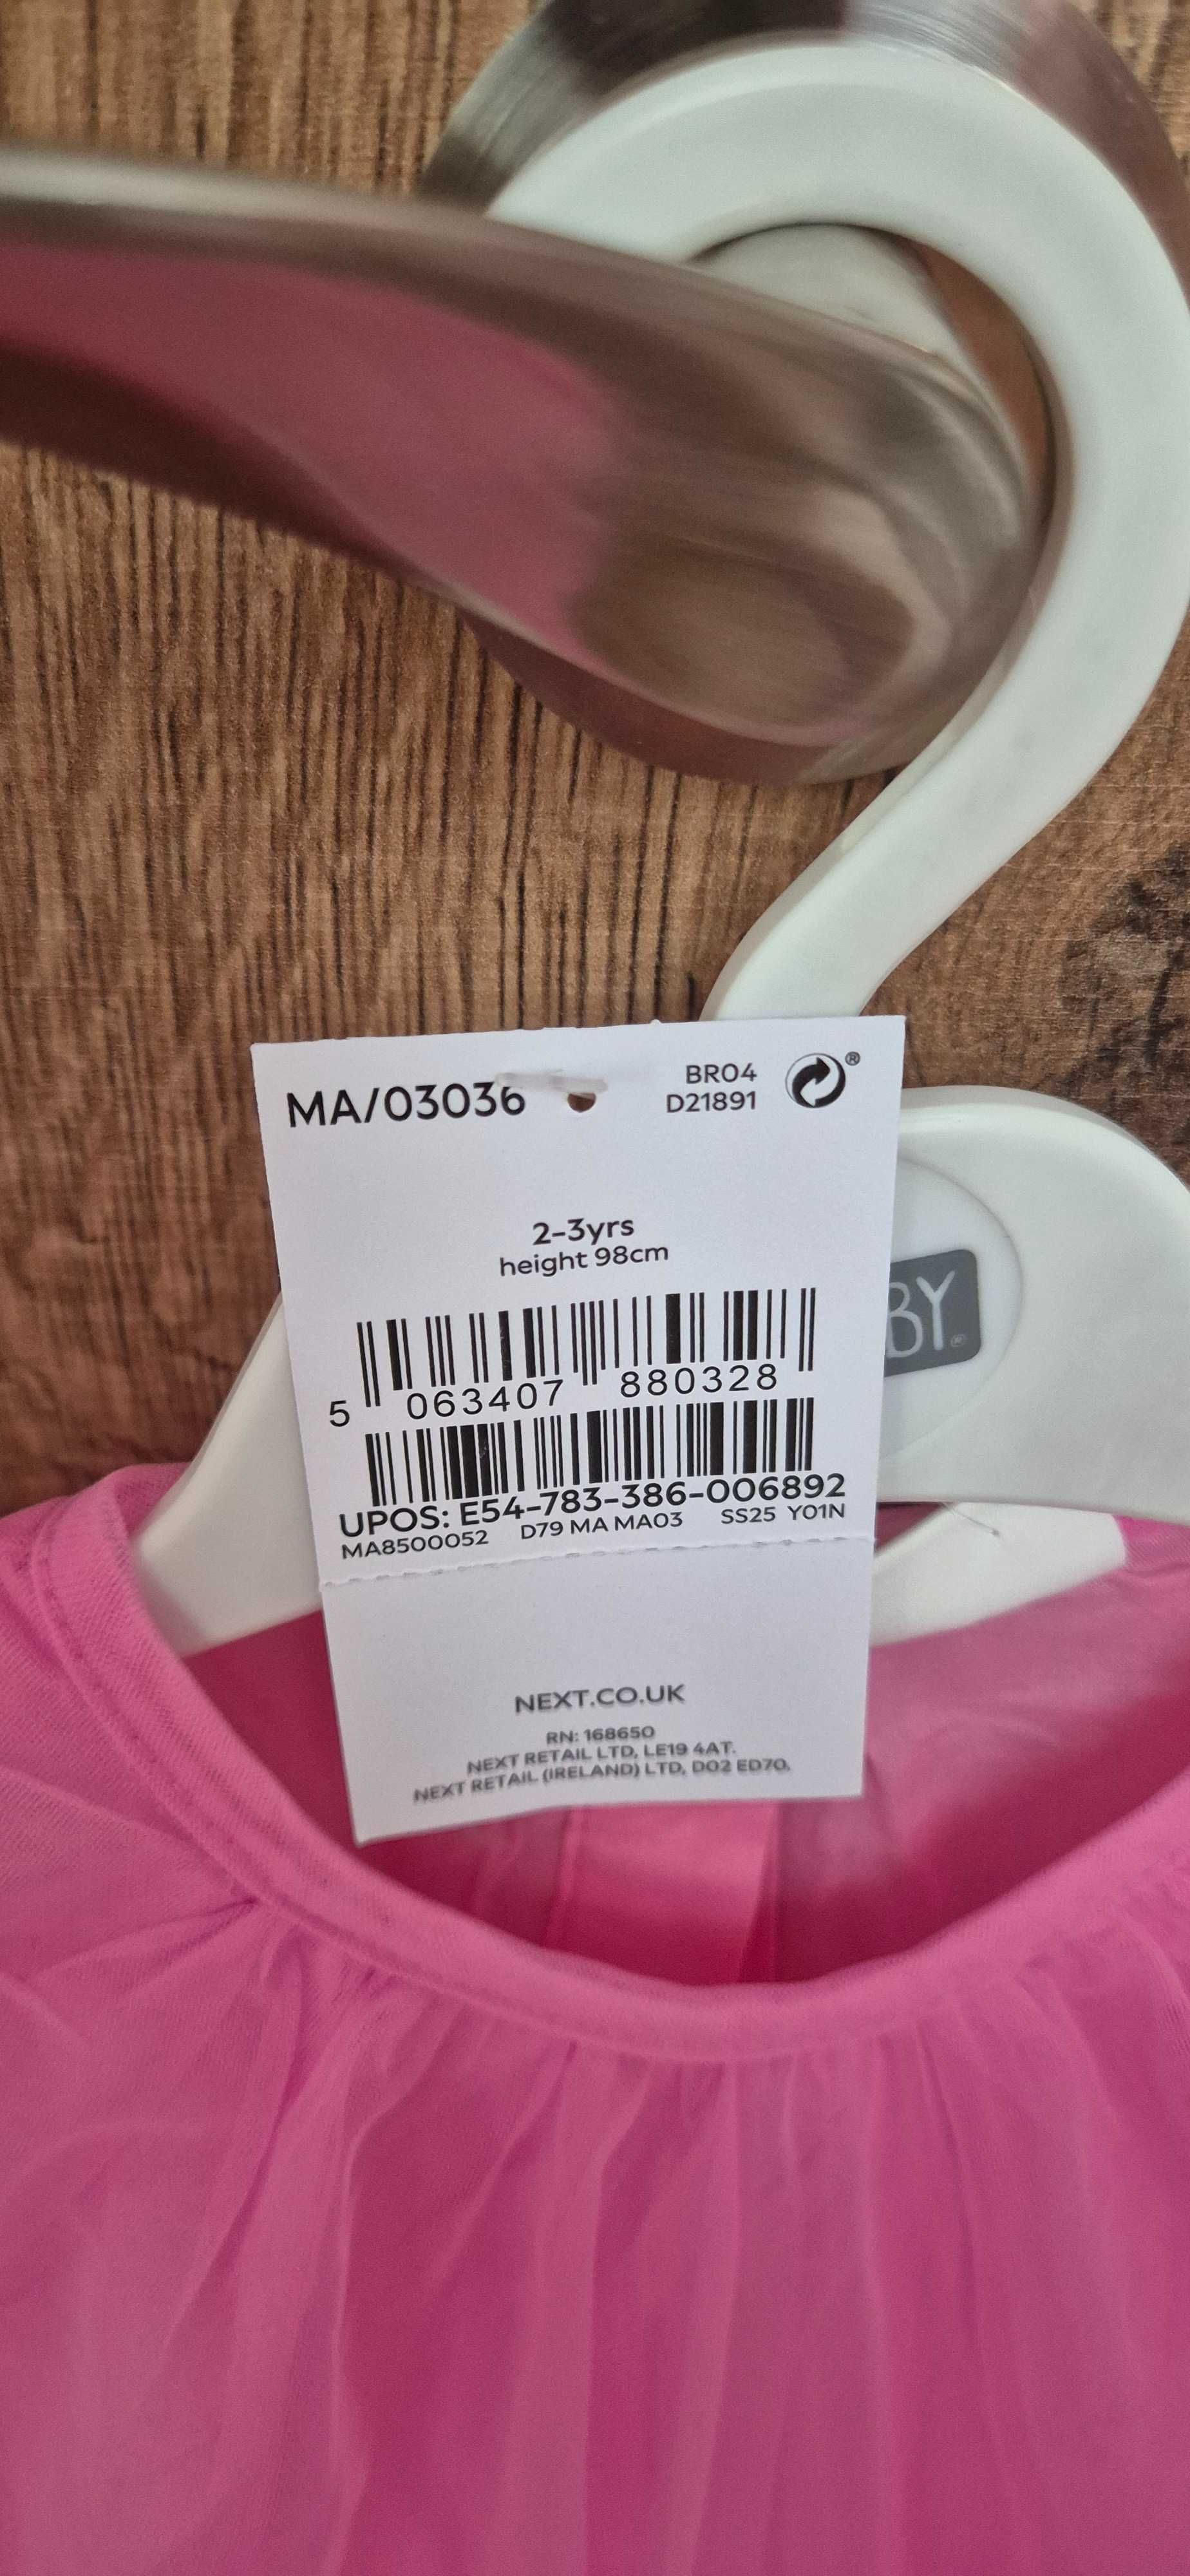 MA/03036
BR04
D21891
®
2-3yrs
height 98cm
5 063407 880328
UPOS: E54-783-386-006892
MA8500052 D79 MA MA03 SS25 Y01N
NEXT.CO.UK
RN: 168650
NEXT RETAIL LTD, LE19 4AT.
NEXT RETAIL (IRELAND) LTD, D02 ED70.
BY